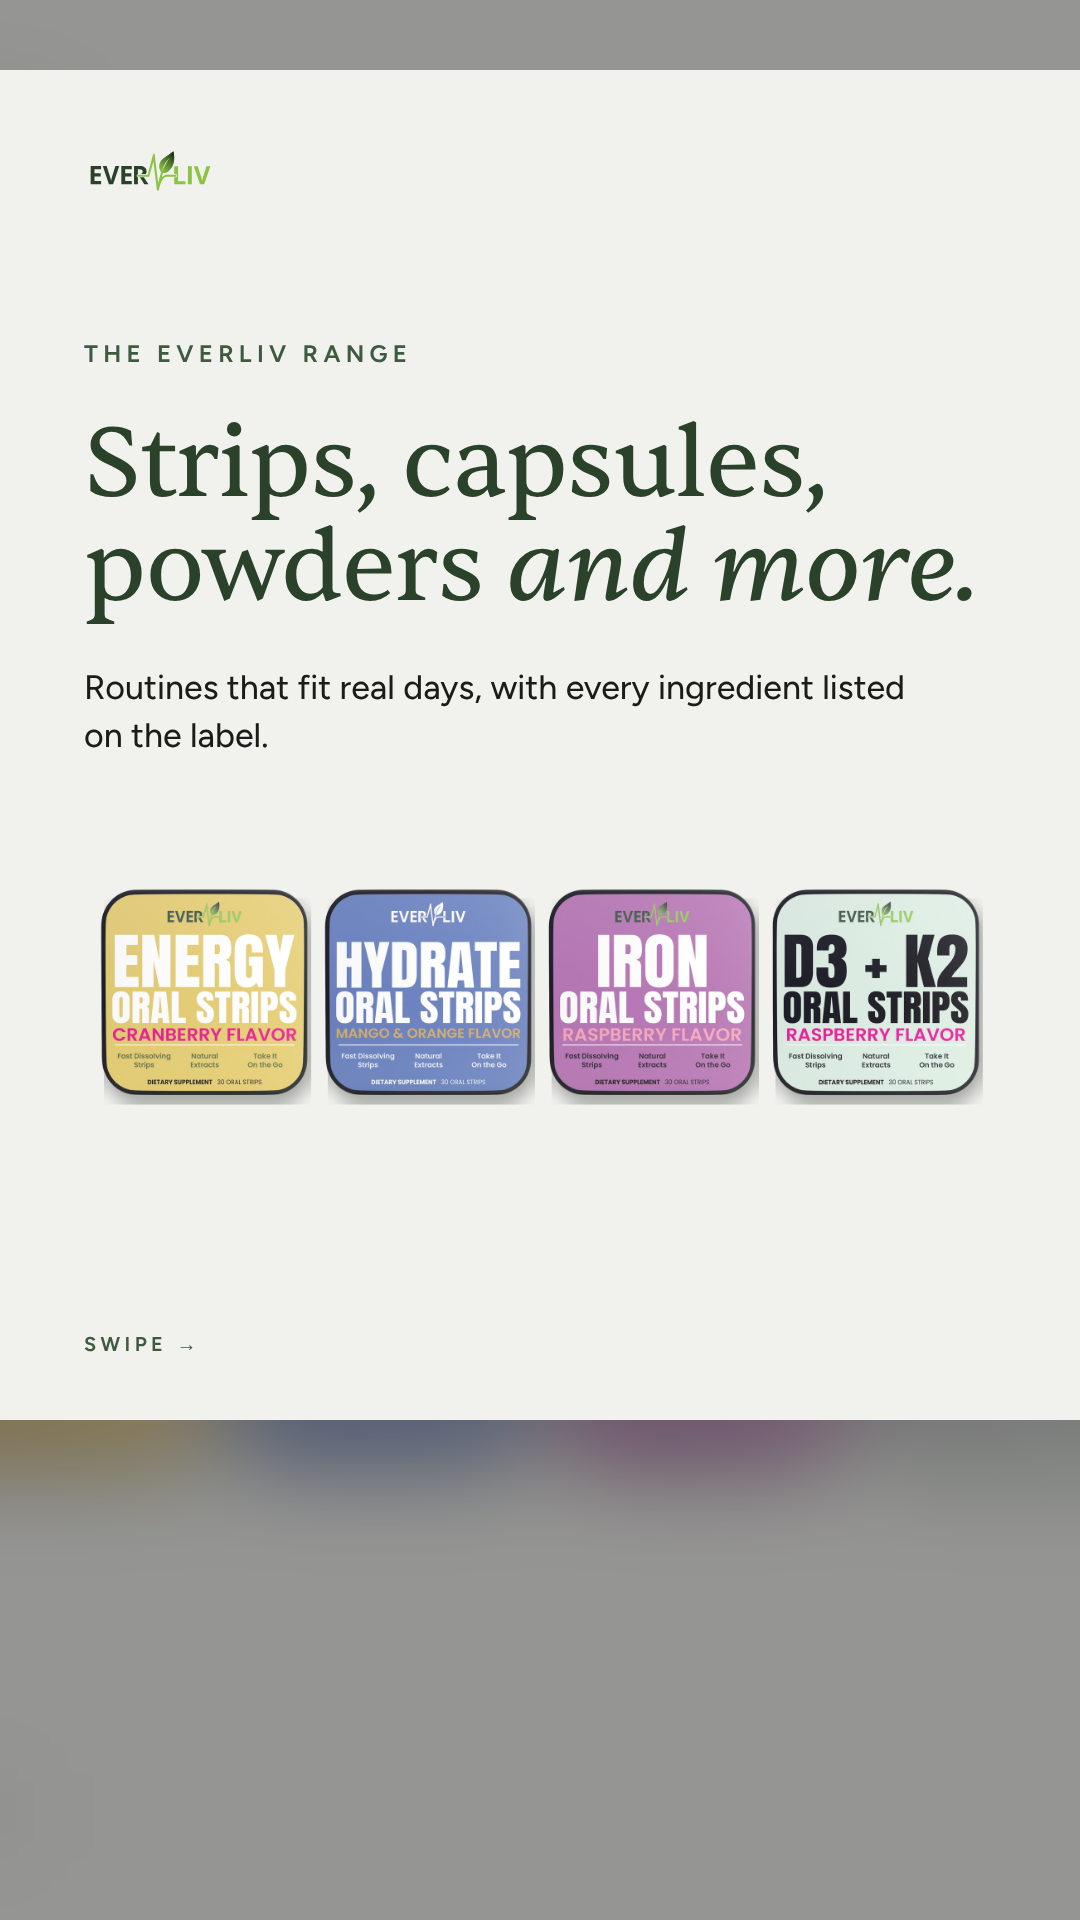 EVERLIV
THE EVERLIV RANGE
Strips, capsules,
powders and more.
Routines that fit real days, with every ingredient listed
on the label.
EVERLIV
ENERGY
ORAL STRIPS
CRANBERRY FLAVOR
Fast Dissolving Strips
Natural Extracts
Take It On the Go
DIETARY SUPPLEMENT 30 ORAL STRIPS
EVERLIV
HYDRATE
ORAL STRIPS
MANGO & ORANGE FLAVOR
Fast Dissolving Strips
Natural Extracts
Take It On the Go
DIETARY SUPPLEMENT 30 ORAL STRIPS
EVERLIV
IRON
ORAL STRIPS
RASPBERRY FLAVOR
Fast Dissolving Strips
Natural Extracts
Take It On the Go
DIETARY SUPPLEMENT 30 ORAL STRIPS
EVERLIV
D3 + K2
ORAL STRIPS
RASPBERRY FLAVOR
Fast Dissolving Strips
Natural Extracts
Take It On the Go
DIETARY SUPPLEMENT 30 ORAL STRIPS
SWIPE →